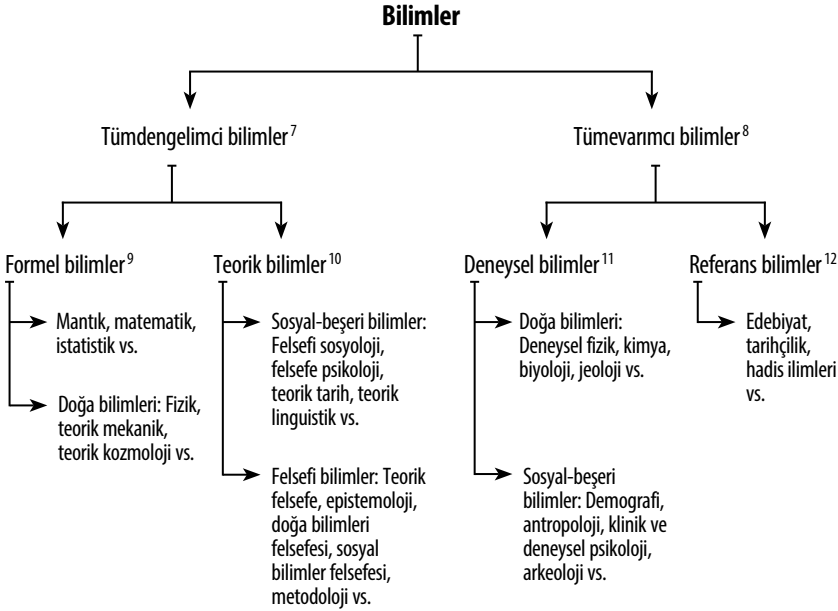 Bilimler
Tümdengelimci bilimler 7
Tümevarımcı bilimler 8
Formel bilimler 9
Teorik bilimler 10
Deneysel bilimler 11
Referans bilimler 12
Mantık, matematik,
istatistik vs.
Doğa bilimleri: Fizik,
teorik mekanik,
teorik kozmoloji vs.
Sosyal-beşeri bilimler:
Felsefi sosyoloji,
felsefe psikoloji,
teorik tarih, teorik
linguistik vs.
Felsefi bilimler: Teorik
felsefe, epistemoloji,
doğa bilimleri
felsefesi, sosyal
bilimler felsefesi,
metodoloji vs.
Doğa bilimleri:
Deneysel fizik, kimya,
biyoloji, jeoloji vs.
Sosyal-beşeri
bilimler: Demografi,
antropoloji, klinik ve
deneysel psikoloji,
arkeoloji vs.
Edebiyat,
tarihçilik,
hadis ilimleri
vs.